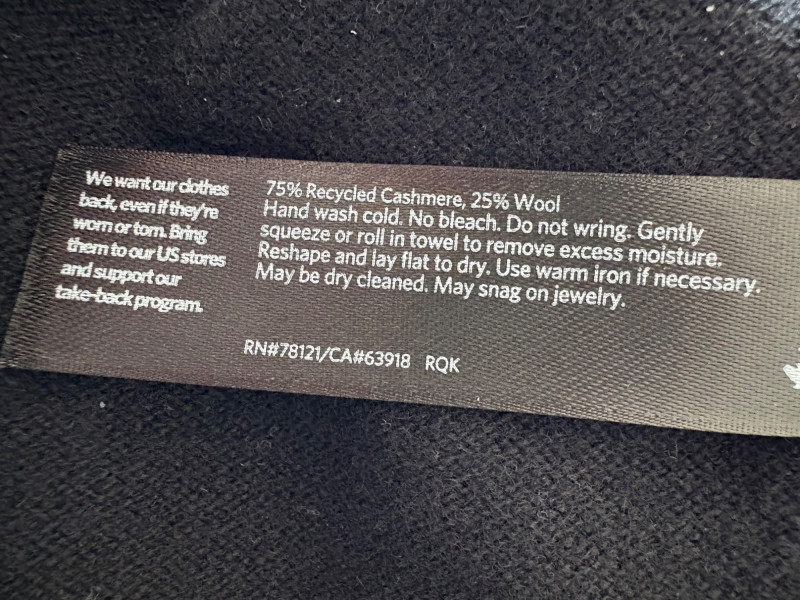 We want our clothes
back, even if they're
worn or torn. Bring
them to our US stores
and support our
take-back program.
75% Recycled Cashmere, 25% Wool
Hand wash cold. No bleach. Do not wring. Gently
squeeze or roll in towel to remove excess moisture.
Reshape and lay flat to dry. Use warm iron if necessary.
May be dry cleaned. May snag on jewelry.
RN#78121/CA#63918 RQK